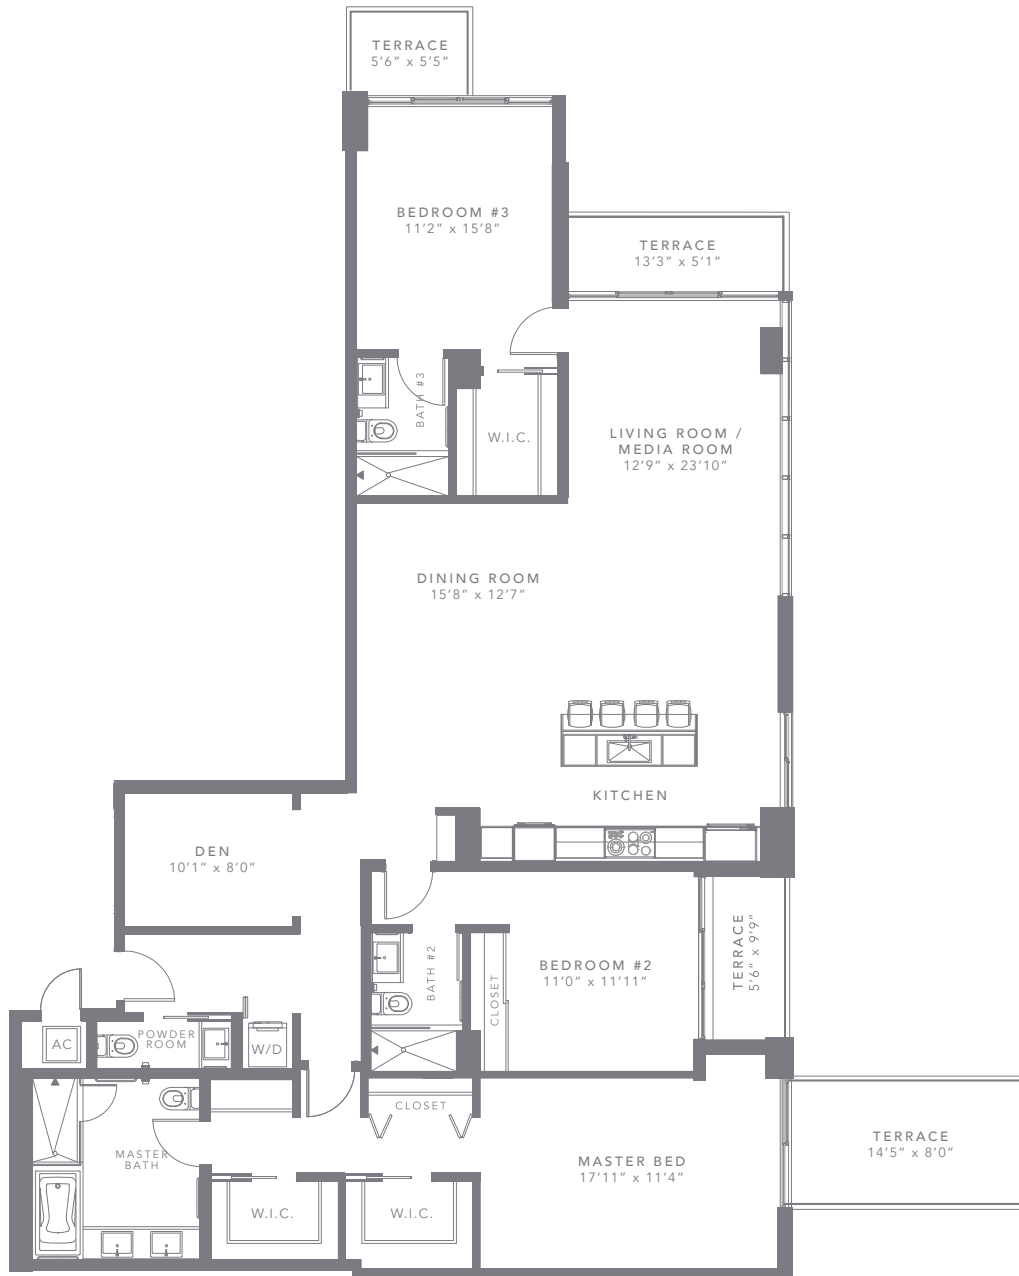 TERRACE
5'6" x 5'5"
BEDROOM #3
11'2" x 15'8"
TERRACE
13'3" x 5'1"
BATH #3
W.I.C.
LIVING ROOM /
MEDIA ROOM
12'9" x 23'10"
DINING ROOM
15'8" x 12'7"
KITCHEN
DEN
10'1" x 8'0"
TERRACE
5'6" x 9'9"
BATH #2
CLOSET
BEDROOM #2
11'0" x 11'11"
AC
POWDER
ROOM
W/D
CLOSET
MASTER
BATH
MASTER BED
17'11" x 11'4"
TERRACE
14'5" x 8'0"
W.I.C.
W.I.C.